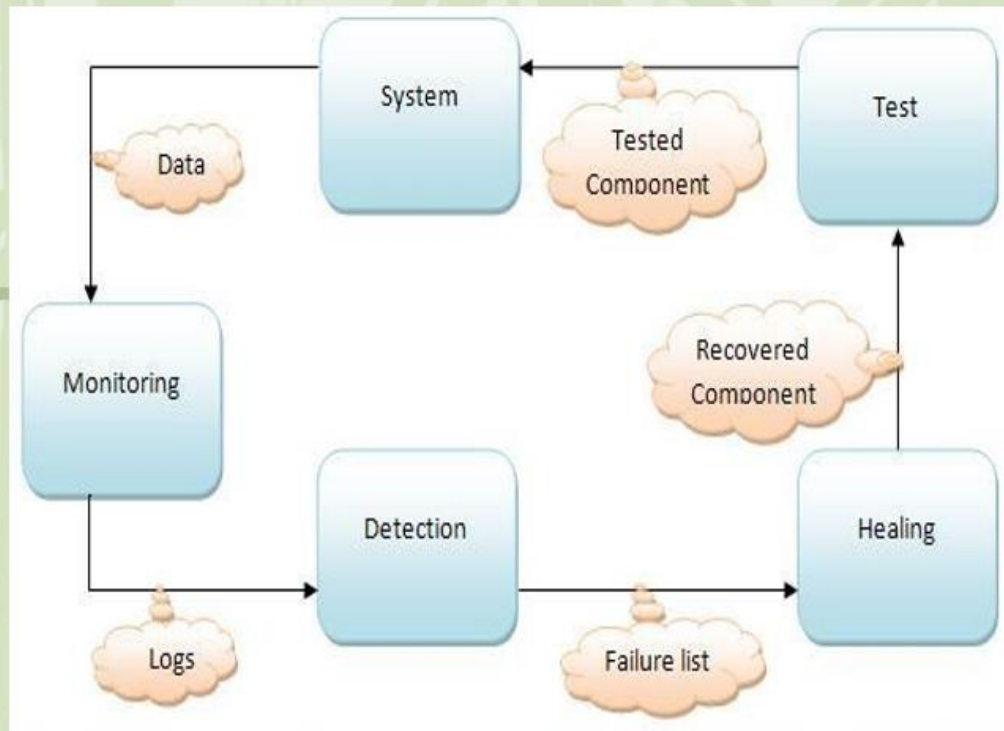 System
Test
Tested
Component
Data
Monitoring
Recovered
Component
Detection
Healing
Logs
Failure list